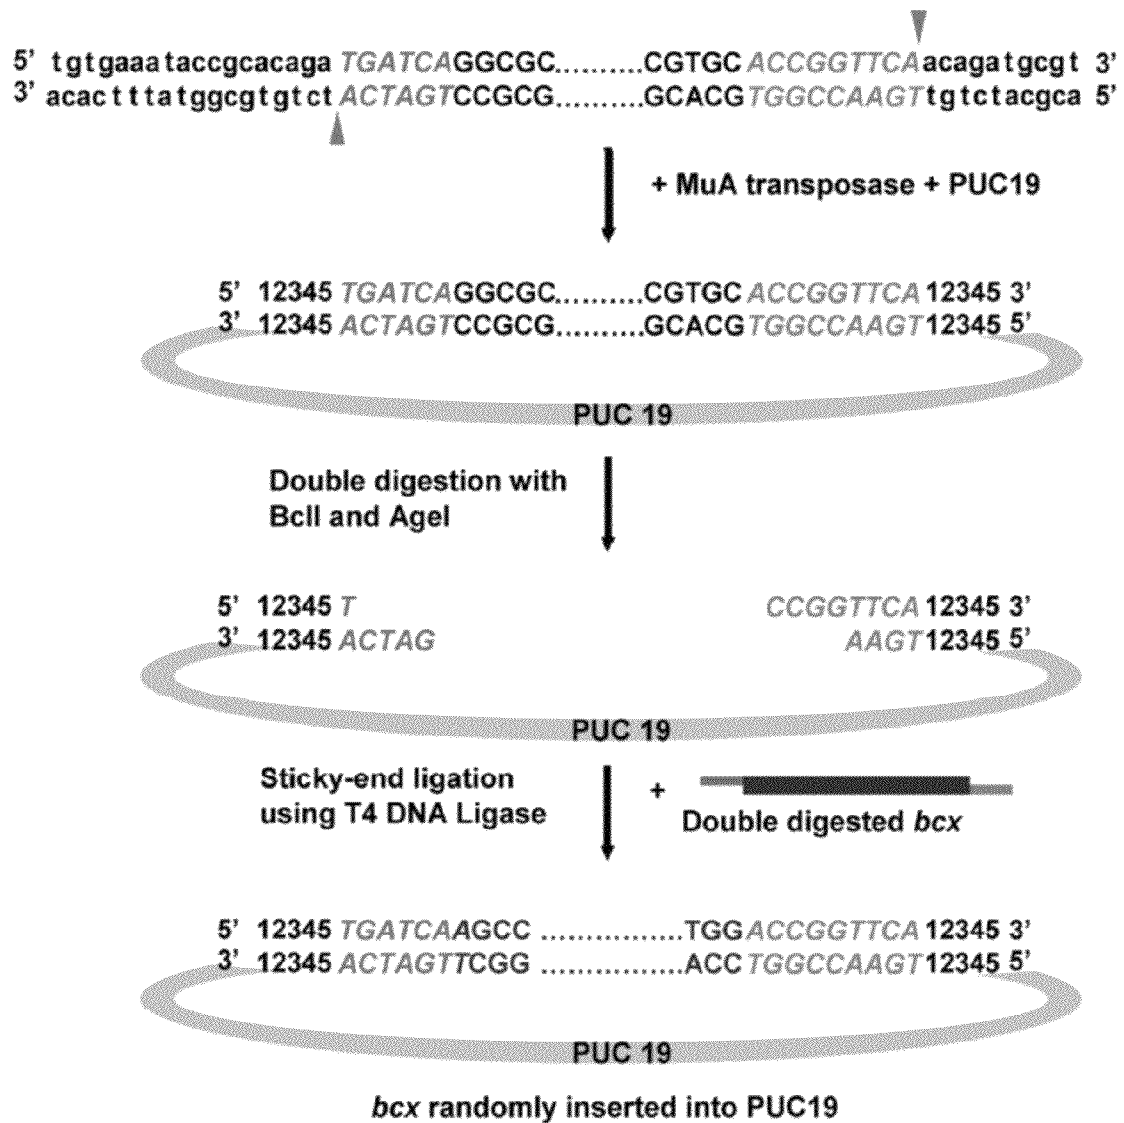 5' tgtgaaataccgcacaga TGATCAGGCGC..........CGTGC ACCGGTTCA acagatgcgt 3'
3' acactttatggcgtgtct ACTAGTCCGCG..........GCACG TGGCCAAGT tgtctacgca 5'
+ MuA transposase + PUC19
5' 12345 TGATCAGGCGC..........CGTGC ACCGGTTCA 12345 3'
3' 12345 ACTAGTCCGCG..........GCACG TGGCCAAGT 12345 5'
PUC 19
Double digestion with
BclI and AgeI
5' 12345 T CCGGTTCA 12345 3'
3' 12345 ACTAG AAGT 12345 5'
PUC 19
Sticky-end ligation
using T4 DNA Ligase
+
Double digested bcx
5' 12345 TGATCAAGCC ................TGG ACCGGTTCA 12345 3'
3' 12345 ACTAGTTCGG ................ACC TGGCCAAGT 12345 5'
PUC 19
bcx randomly inserted into PUC19